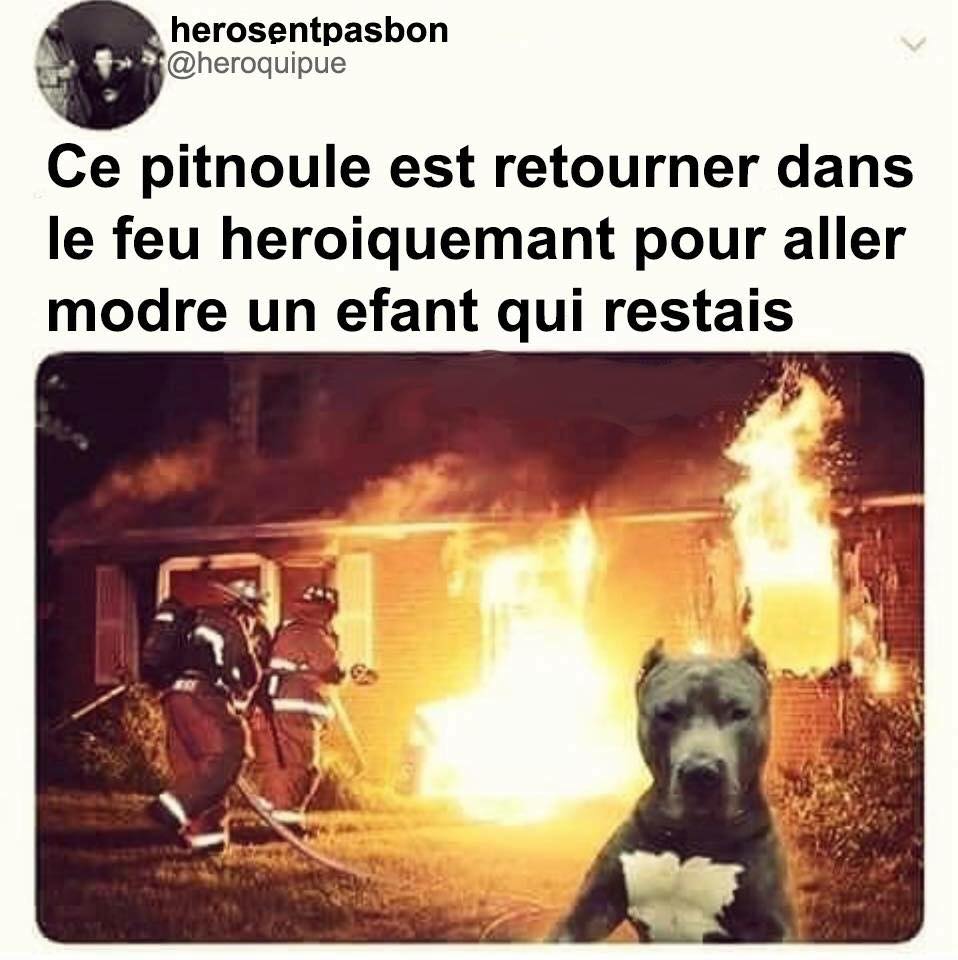 herosentpasbon
@heroquipue
Ce pitnoule est retourner dans
le feu heroiquemant pour aller
modre un efant qui restais